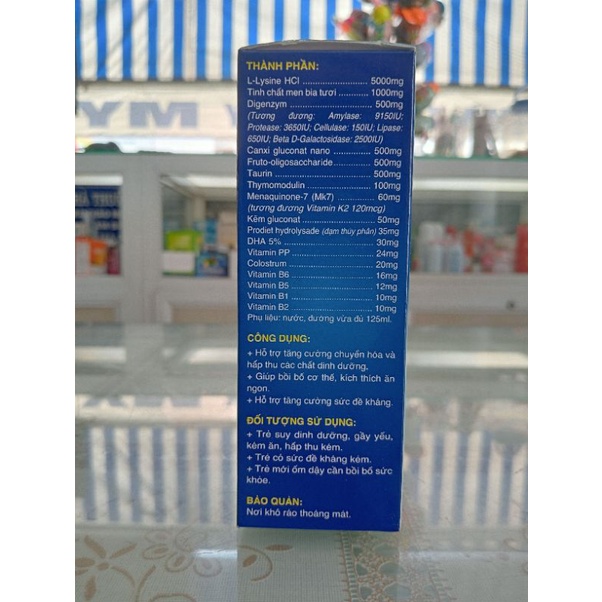 THÀNH PHẦN:
L-Lysine HCl ........................ 5000mg
Tinh chất men bia tươi ............ 1000mg
Digenzym ............................. 500mg
(Tương đương: Amylase: 9150IU;
Protease: 3650IU; Cellulase: 150IU; Lipase:
650IU; Beta D-Galactosidase: 2500IU)
Canxi gluconat nano ............... 500mg
Fruto-oligosaccharide ............. 500mg
Taurin ................................... 500mg
Thymomodulin ...................... 100mg
Menaquinone-7 (Mk7) ............. 60mg
(tương đương Vitamin K2 120mcg)
Kẽm gluconat .......................... 50mg
Prodiet hydrolysade (đạm thủy phân) 35mg
DHA 5% ................................. 30mg
Vitamin PP ............................. 24mg
Colostrum .............................. 20mg
Vitamin B6 ............................. 16mg
Vitamin B5 ............................. 12mg
Vitamin B1 ............................. 10mg
Vitamin B2 ............................. 10mg
Phụ liệu: nước, đường vừa đủ 125ml.
CÔNG DỤNG:
+ Hỗ trợ tăng cường chuyển hóa và
hấp thu các chất dinh dưỡng,
+ Giúp bồi bổ cơ thể, kích thích ăn
ngon.
+ Hỗ trợ tăng cường sức đề kháng.
ĐỐI TƯỢNG SỬ DỤNG:
+ Trẻ suy dinh dưỡng, gầy yếu,
kém ăn, hấp thu kém.
+ Trẻ có sức đề kháng kém.
+ Trẻ mới ốm dậy cần bồi bổ sức
khỏe.
BẢO QUẢN:
Nơi khô ráo thoáng mát.